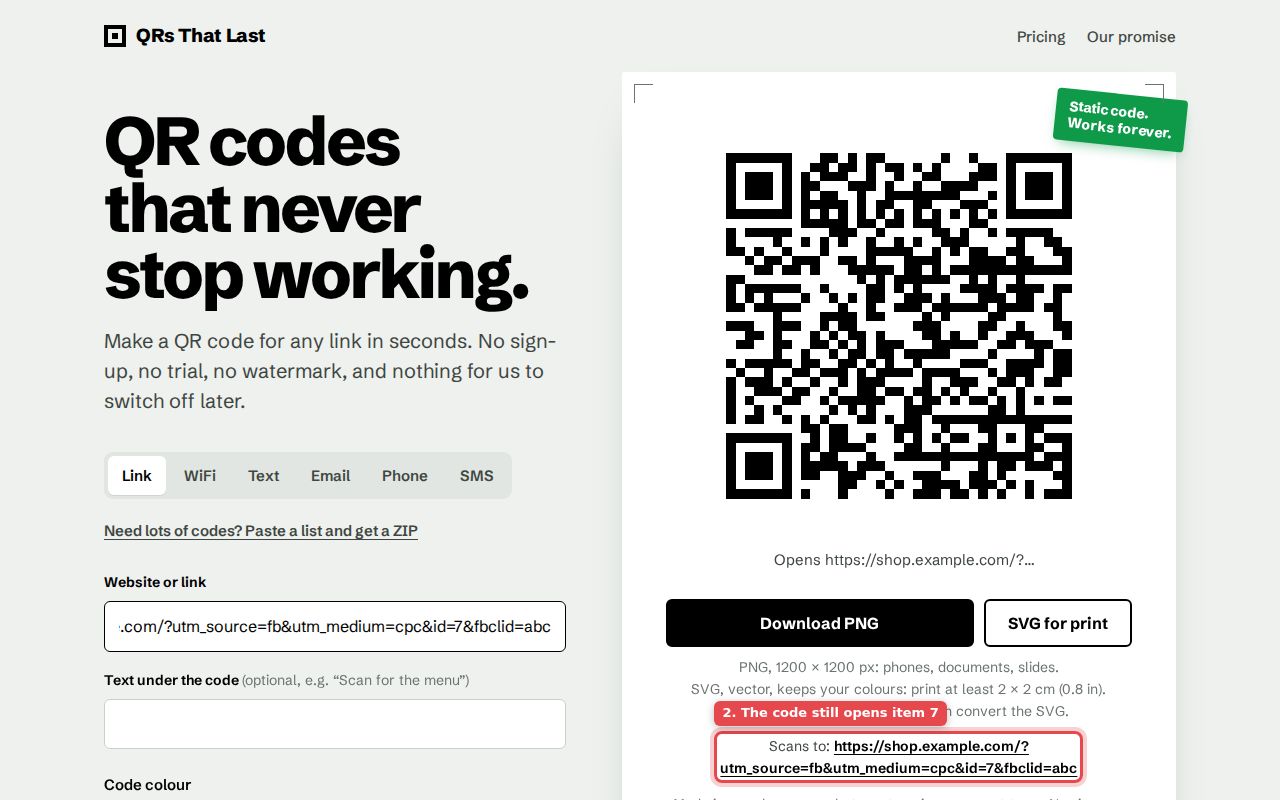 QRs That Last
Pricing
Our promise
QR codes
that never
stop working.
Make a QR code for any link in seconds. No sign-
up, no trial, no watermark, and nothing for us to
switch off later.
Link
WiFi
Text
Email
Phone
SMS
Need lots of codes? Paste a list and get a ZIP
Website or link
.com/?utm_source=fb&utm_medium=cpc&id=7&fbclid=abc
Text under the code (optional, e.g. “Scan for the menu”)
Code colour
Static code.
Works forever.
Opens https://shop.example.com/?…
Download PNG
SVG for print
PNG, 1200 × 1200 px: phones, documents, slides.
SVG, vector, keeps your colours: print at least 2 × 2 cm (0.8 in).
convert the SVG.
2. The code still opens item 7
Scans to: https://shop.example.com/?
utm_source=fb&utm_medium=cpc&id=7&fbclid=abc